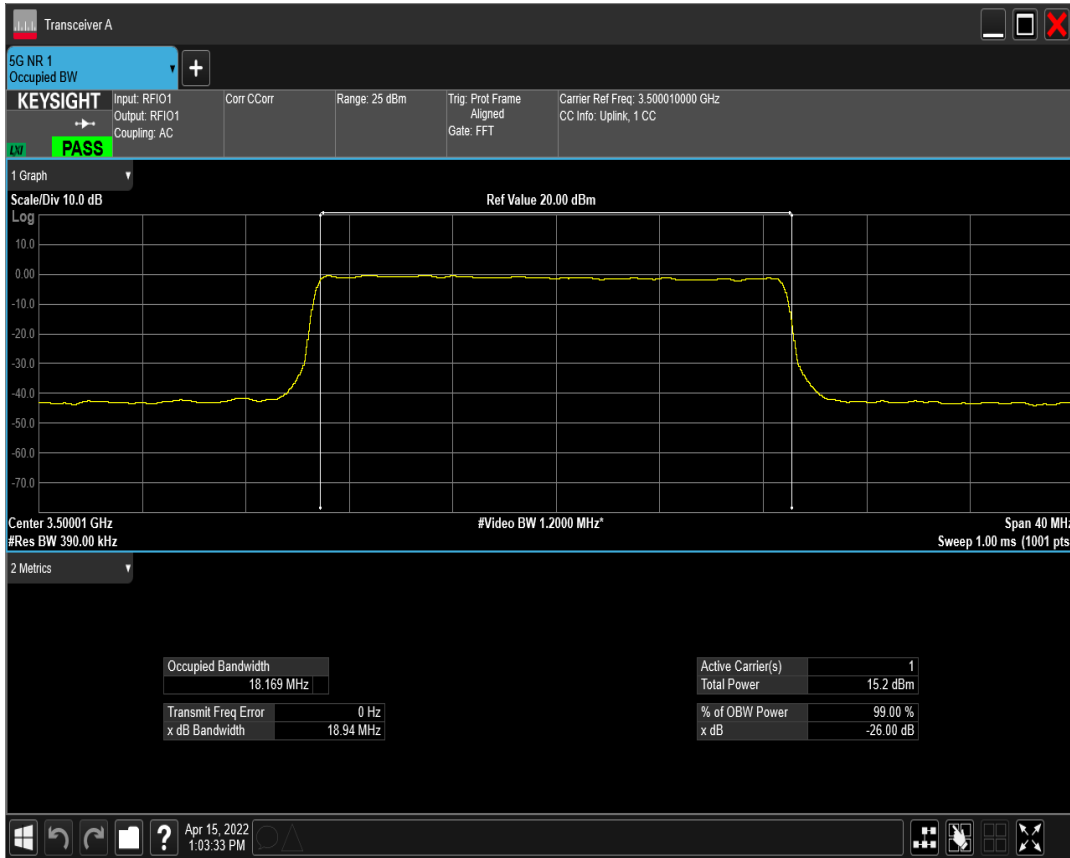 Transceiver A
5G NR 1
Occupied BW
+
KEYSIGHT
Input: RFIO1
Output: RFIO1
Coupling: AC
Corr CCorr
Range: 25 dBm
Trig: Prot Frame
Aligned
Gate: FFT
Carrier Ref Freq: 3.500010000 GHz
CC Info: Uplink, 1 CC
LXI
PASS
1 Graph
Scale/Div 10.0 dB
Ref Value 20.00 dBm
Log
10.0
0.00
-10.0
-20.0
-30.0
-40.0
-50.0
-60.0
-70.0
Center 3.50001 GHz
#Video BW 1.2000 MHz*
Span 40 MHz
#Res BW 390.00 kHz
Sweep 1.00 ms (1001 pts
2 Metrics
Occupied Bandwidth
18.169 MHz
Transmit Freq Error 0 Hz
x dB Bandwidth 18.94 MHz
Active Carrier(s) 1
Total Power 15.2 dBm
% of OBW Power 99.00 %
x dB -26.00 dB
?
Apr 15, 2022
1:03:33 PM